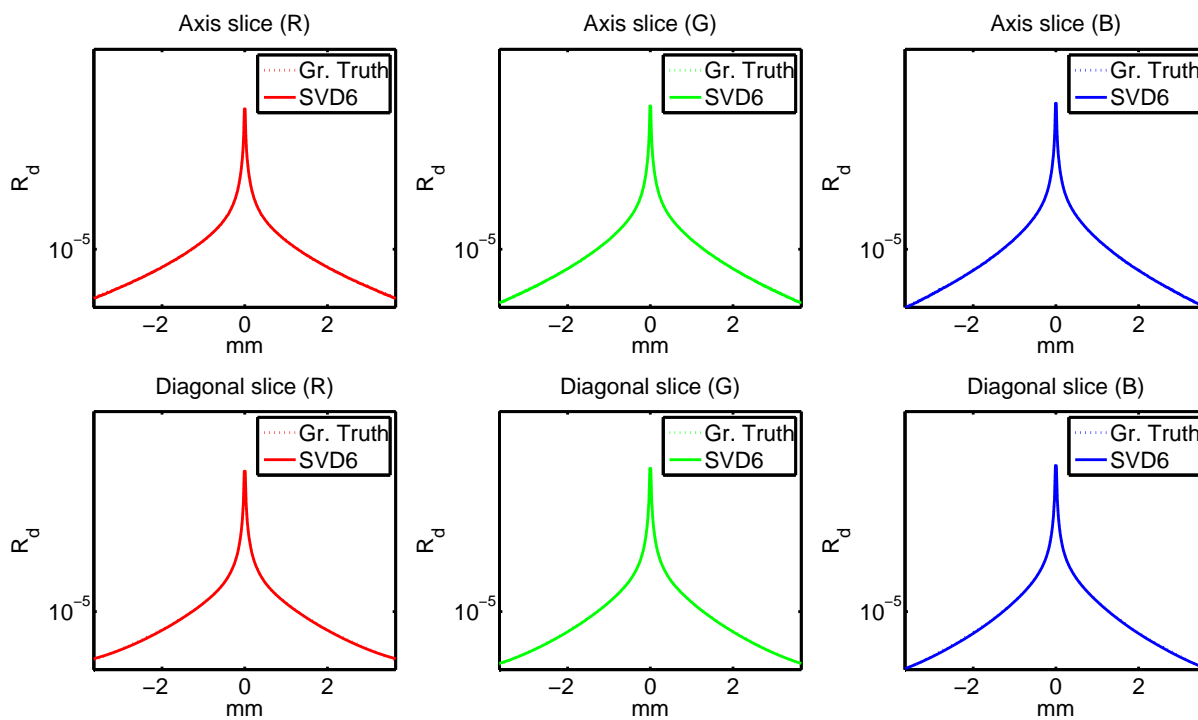 Axis slice (R)
Gr. Truth
SVD6
R_d
10^−5
−2 0 2
mm
Axis slice (G)
Gr. Truth
SVD6
R_d
10^−5
−2 0 2
mm
Axis slice (B)
Gr. Truth
SVD6
R_d
10^−5
−2 0 2
mm
Diagonal slice (R)
Gr. Truth
SVD6
R_d
10^−5
−2 0 2
mm
Diagonal slice (G)
Gr. Truth
SVD6
R_d
10^−5
−2 0 2
mm
Diagonal slice (B)
Gr. Truth
SVD6
R_d
10^−5
−2 0 2
mm